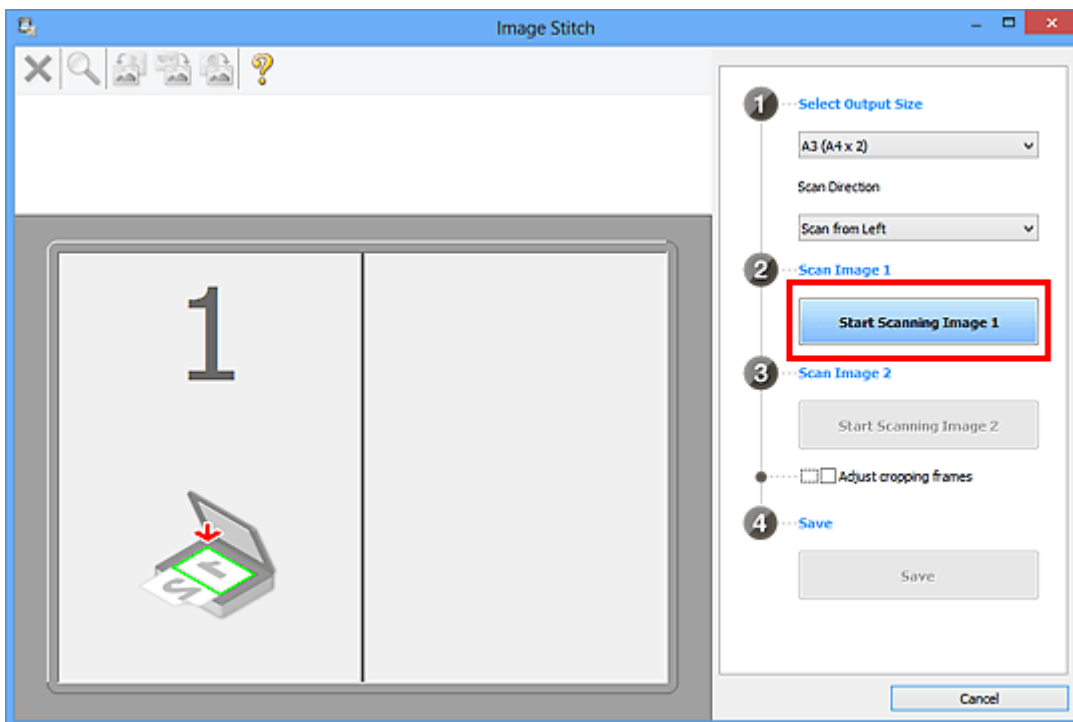 Image Stitch
1
1 Select Output Size
A3 (A4 x 2)
Scan Direction
Scan from Left
2 Scan Image 1
Start Scanning Image 1
3 Scan Image 2
Start Scanning Image 2
Adjust cropping frames
4 Save
Save
Cancel